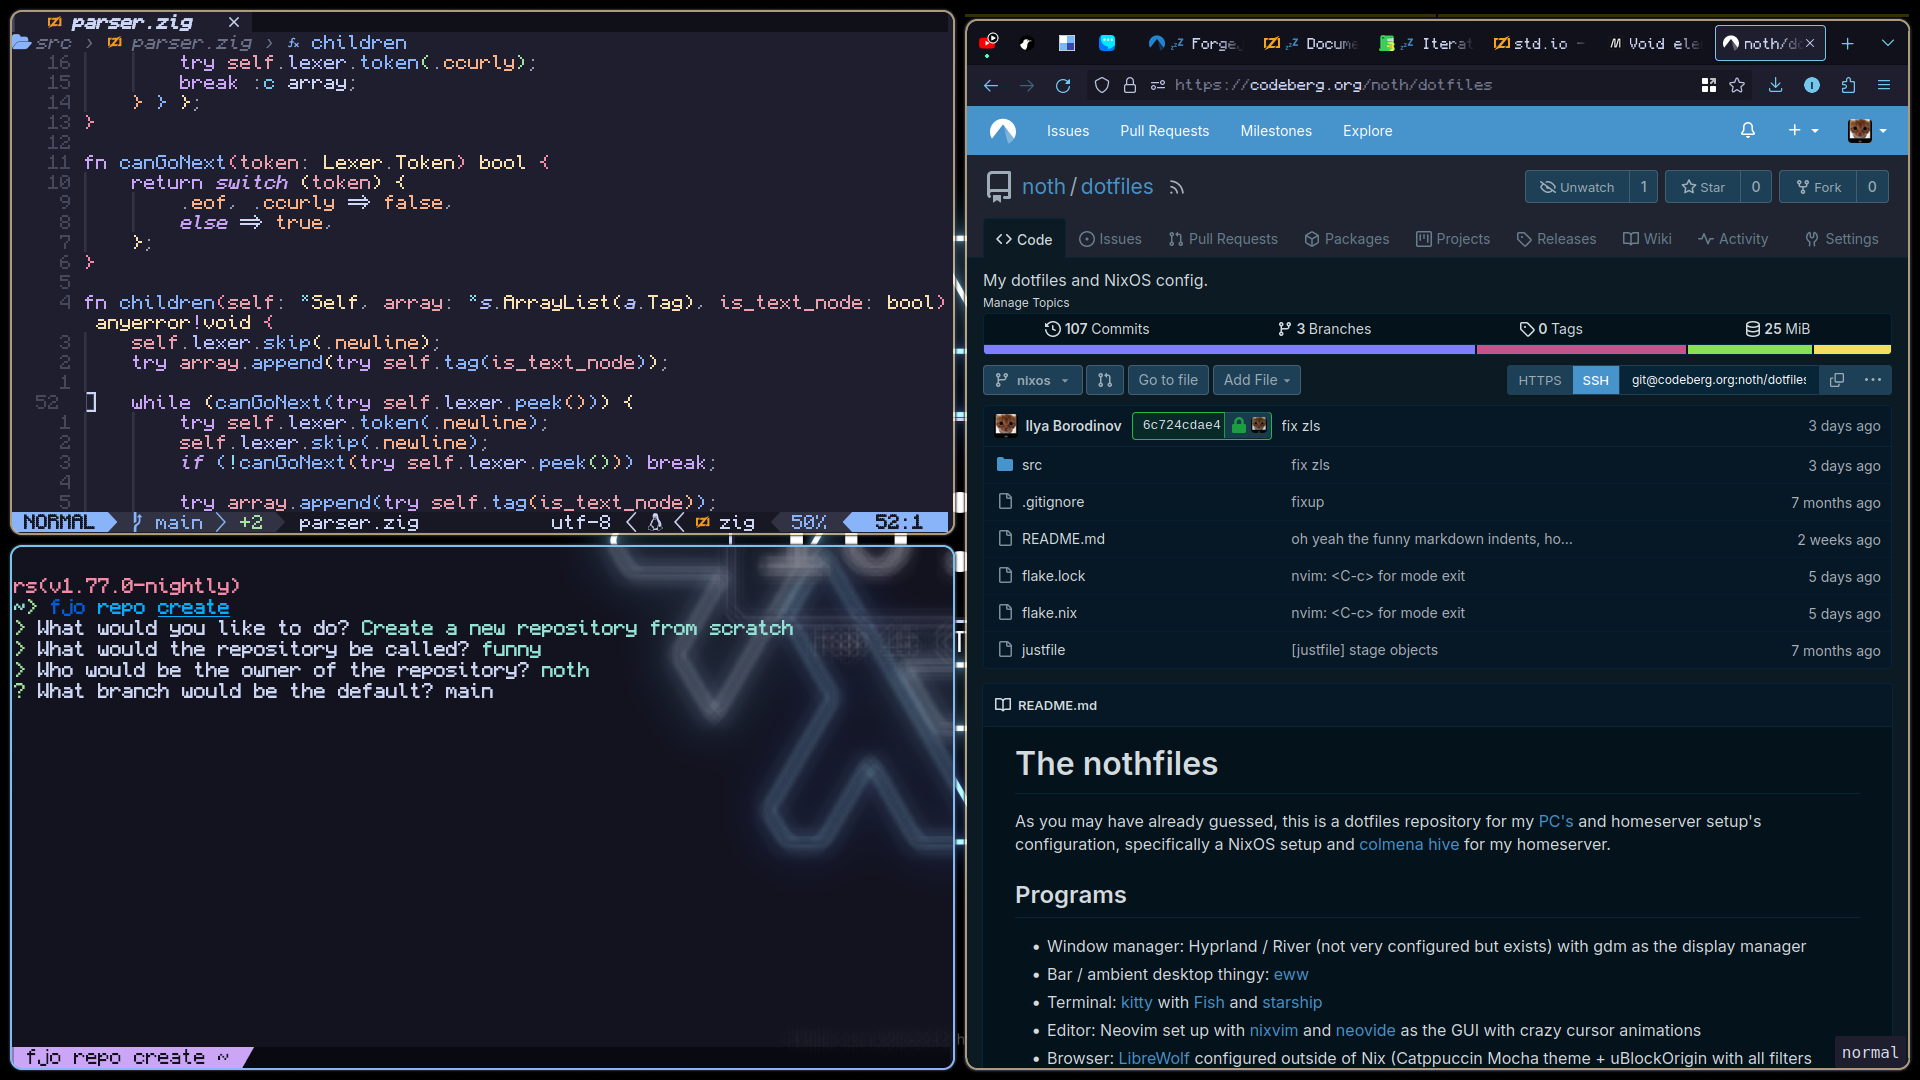 parser.zig ×
src > parser.zig > children
16 try self.lexer.token(.ccurly);
15 break :c array;
14 } } };
13 }
12
11 fn canGoNext(token: Lexer.Token) bool {
10 return switch (token) {
9 .eof, .ccurly => false,
8 else => true,
7 };
6 }
5
4 fn children(self: *Self, array: *s.ArrayList(a.Tag), is_text_node: bool)
anyerror!void {
3 self.lexer.skip(.newline);
2 try array.append(try self.tag(is_text_node));
1
52 while (canGoNext(try self.lexer.peek())) {
1 try self.lexer.token(.newline);
2 self.lexer.skip(.newline);
3 if (!canGoNext(try self.lexer.peek())) break;
4
5 try array.append(try self.tag(is_text_node));
NORMAL main +2 parser.zig utf-8 zig 50% 52:1
rs(v1.77.0-nightly)
~> fjo repo create
> What would you like to do? Create a new repository from scratch
> What would the repository be called? funny
> Who would be the owner of the repository? noth
? What branch would be the default? main
fjo repo create ~
Forge Docume Iterat std.io - Void ele noth/do ×
https://codeberg.org/noth/dotfiles
Issues Pull Requests Milestones Explore
noth/dotfiles Unwatch 1 Star 0 Fork 0
Code Issues Pull Requests Packages Projects Releases Wiki Activity Settings
My dotfiles and NixOS config.
Manage Topics
107 Commits 3 Branches 0 Tags 25 MiB
nixos Go to file Add File HTTPS SSH git@codeberg.org:noth/dotfiles
Ilya Borodinov 6c724cdae4 fix zls 3 days ago
src fix zls 3 days ago
.gitignore fixup 7 months ago
README.md oh yeah the funny markdown indents, ho... 2 weeks ago
flake.lock nvim: <C-c> for mode exit 5 days ago
flake.nix nvim: <C-c> for mode exit 5 days ago
justfile [justfile] stage objects 7 months ago
README.md
The nothfiles
As you may have already guessed, this is a dotfiles repository for my PC's and homeserver setup's
configuration, specifically a NixOS setup and colmena hive for my homeserver.
Programs
• Window manager: Hyprland / River (not very configured but exists) with gdm as the display manager
• Bar / ambient desktop thingy: eww
• Terminal: kitty with Fish and starship
• Editor: Neovim set up with nixvim and neovide as the GUI with crazy cursor animations
• Browser: LibreWolf configured outside of Nix (Catppuccin Mocha theme + uBlockOrigin with all filters
normal